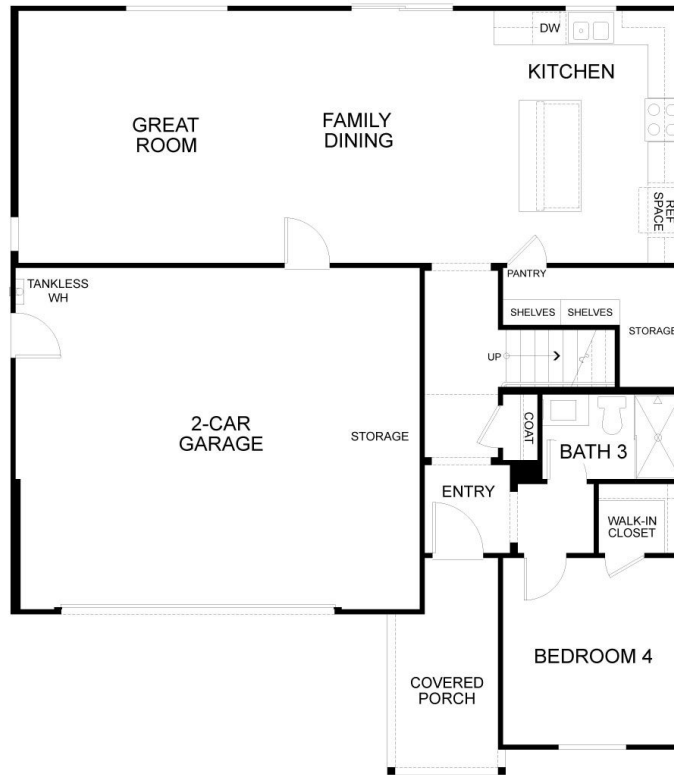 DW
KITCHEN
GREAT
ROOM
FAMILY
DINING
REF
SPACE
TANKLESS
WH
PANTRY
SHELVES
SHELVES
STORAGE
UP
2-CAR
GARAGE
STORAGE
COAT
BATH 3
ENTRY
WALK-IN
CLOSET
BEDROOM 4
COVERED
PORCH